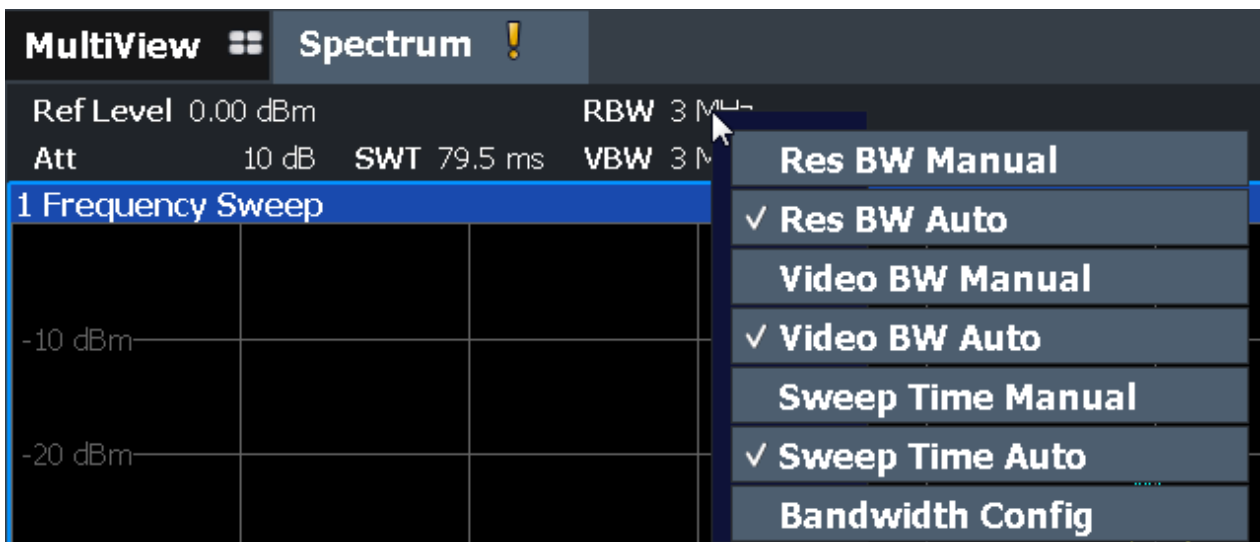 MultiView Spectrum
Ref Level 0.00 dBm RBW 3 MHz
Att 10 dB SWT 79.5 ms VBW 3 M
1 Frequency Sweep
-10 dBm
-20 dBm
Res BW Manual
✓ Res BW Auto
Video BW Manual
✓ Video BW Auto
Sweep Time Manual
✓ Sweep Time Auto
Bandwidth Config